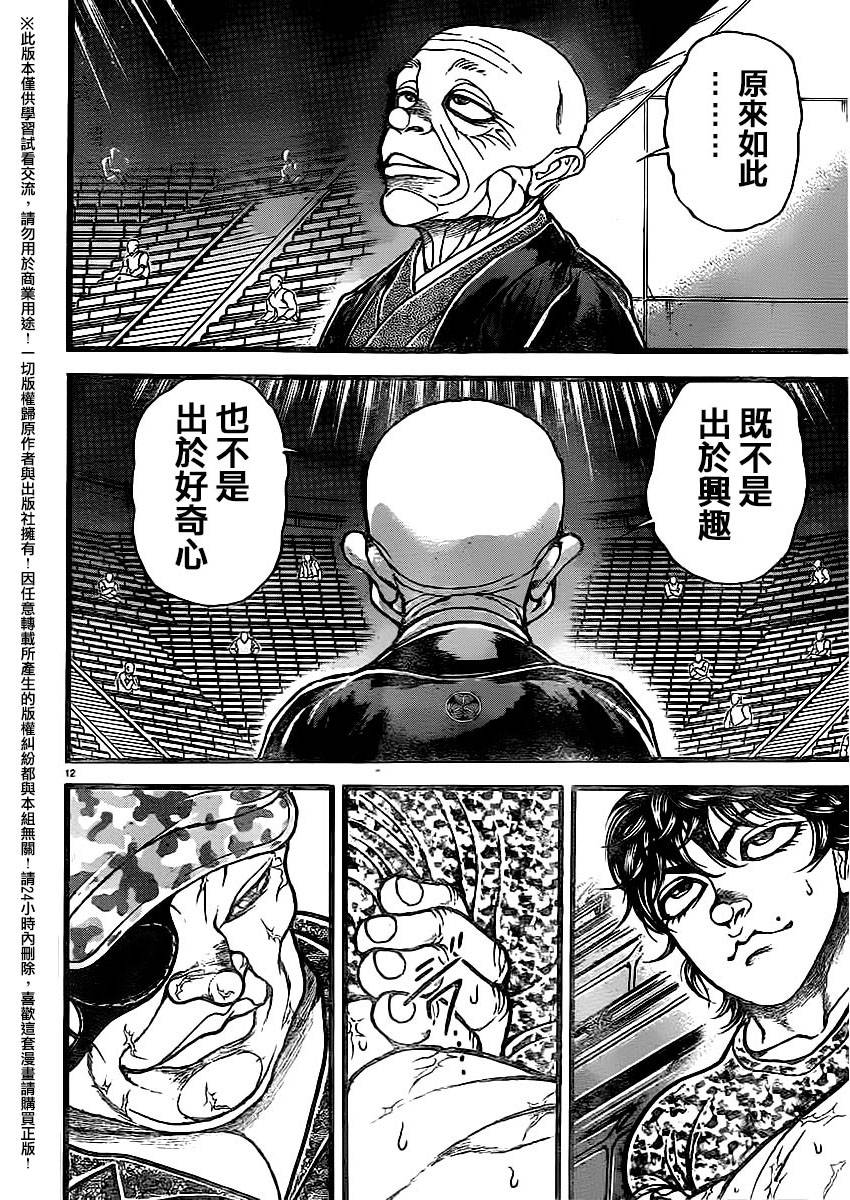 原來如此
………
既不是
出於興趣
也不是
出於好奇心
12
※此版本僅供學習試看交流，請勿用於商業用途！一切版權歸原作者與出版社擁有！因任意轉載所產生的版權糾紛都與本組無關！請24小時內刪除，喜歡這套漫畫請購買正版！